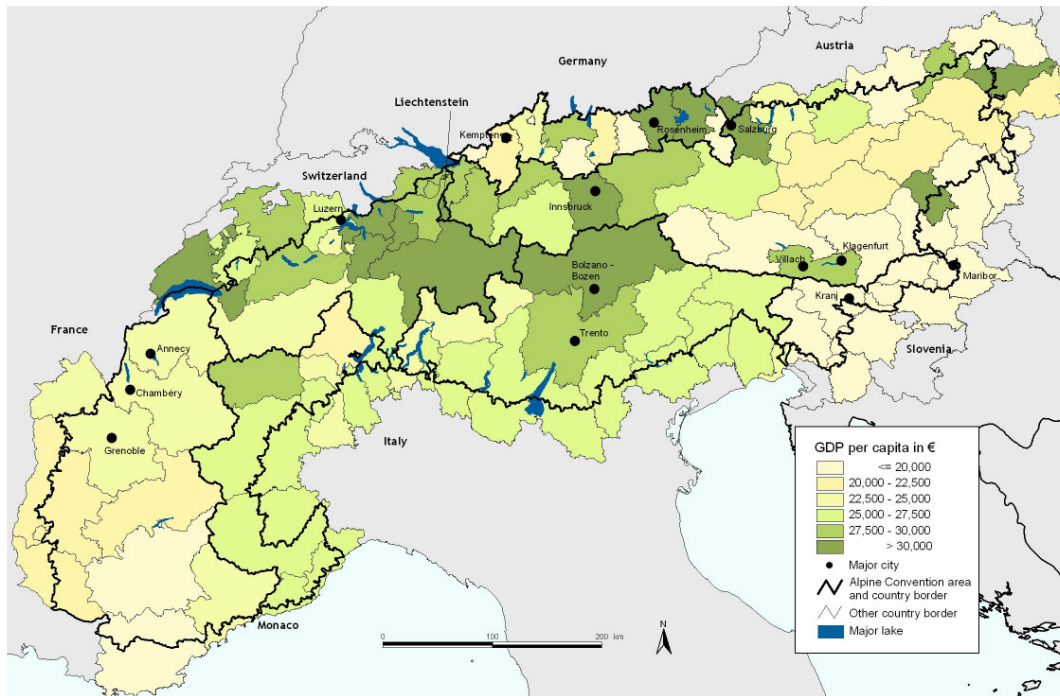 Austria
Germany
Liechtenstein
Kempten
Rosenheim
Salzburg
Switzerland
Luzern
Innsbruck
Klagenfurt
Villach
Bolzano -
Bozen
Maribor
Kranj
France
Trento
Annecy
Slovenia
Chambéry
Italy
Grenoble
Monaco
GDP per capita in €
<= 20,000
20,000 - 22,500
22,500 - 25,000
25,000 - 27,500
27,500 - 30,000
> 30,000
Major city
Alpine Convention area
and country border
Other country border
Major lake
0 100 200 km
N